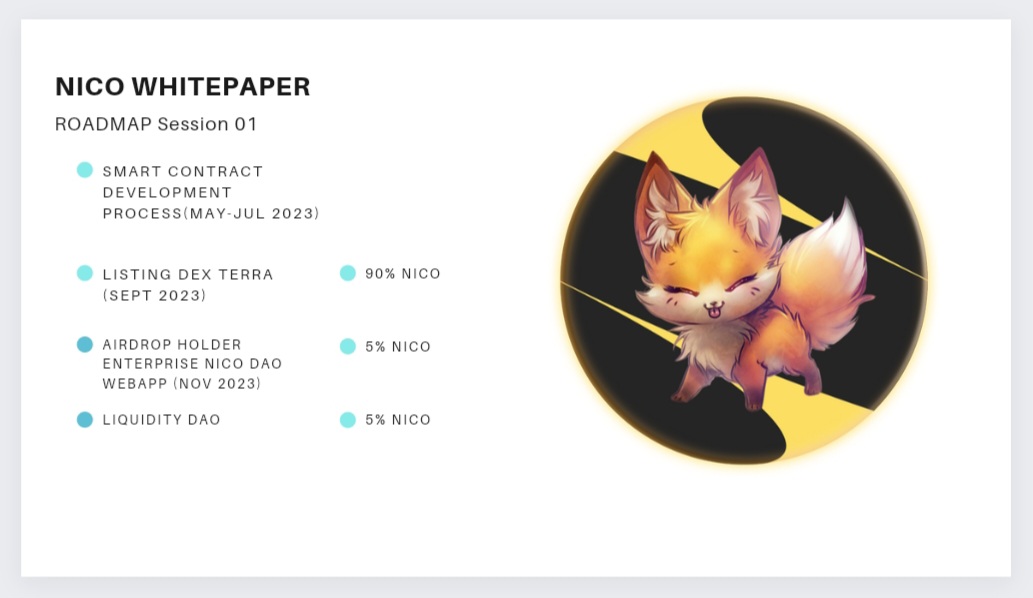 NICO WHITEPAPER
ROADMAP Session 01
SMART CONTRACT
DEVELOPMENT
PROCESS(MAY-JUL 2023)
LISTING DEX TERRA
(SEPT 2023)
90% NICO
AIRDROP HOLDER
ENTERPRISE NICO DAO
WEBAPP (NOV 2023)
5% NICO
LIQUIDITY DAO
5% NICO